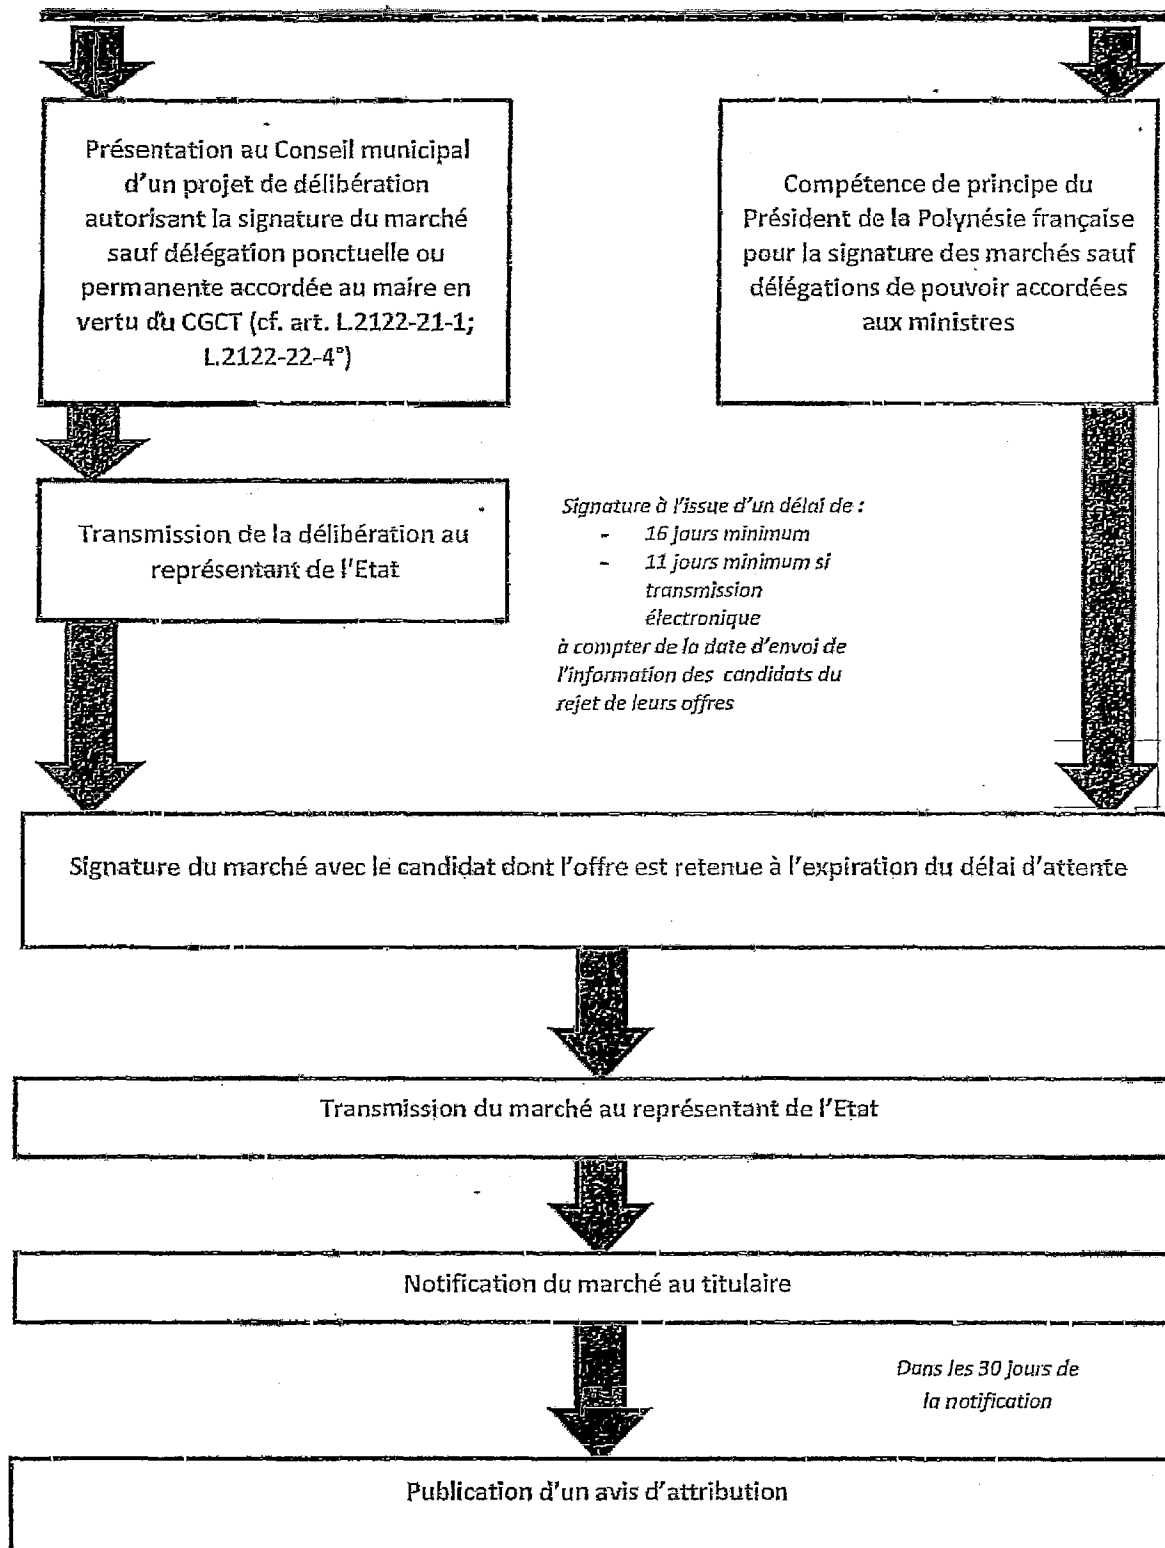 Présentation au Conseil municipal
d'un projet de délibération
autorisant la signature du marché
sauf délégation ponctuelle ou
permanente accordée au maire en
vertu du CGCT (cf. art. L.2122-21-1;
L.2122-22-4°)
Compétence de principe du
Président de la Polynésie française
pour la signature des marchés sauf
délégations de pouvoir accordées
aux ministres
Transmission de la délibération au
représentant de l'Etat
Signature à l'issue d'un délai de :
- 16 jours minimum
- 11 jours minimum si
transmission
électronique
à compter de la date d'envoi de
l'information des candidats du
rejet de leurs offres
Signature du marché avec le candidat dont l'offre est retenue à l'expiration du délai d'attente
Transmission du marché au représentant de l'Etat
Notification du marché au titulaire
Dans les 30 jours de
la notification
Publication d'un avis d'attribution